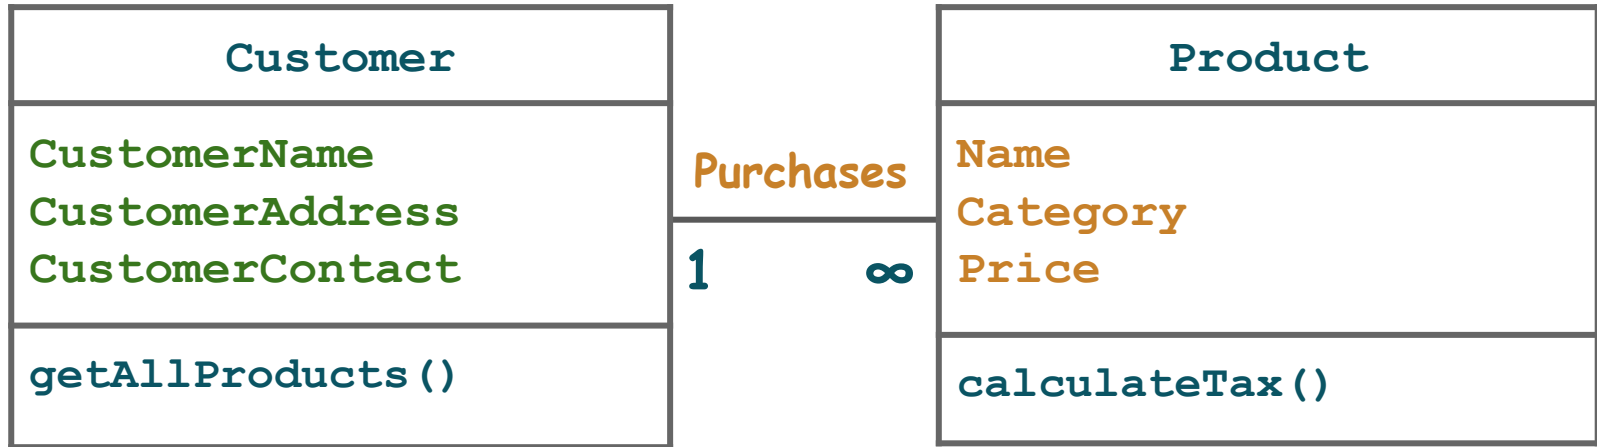 Customer
CustomerName
CustomerAddress
CustomerContact
getAllProducts()
Purchases
1 ∞
Product
Name
Category
Price
calculateTax()